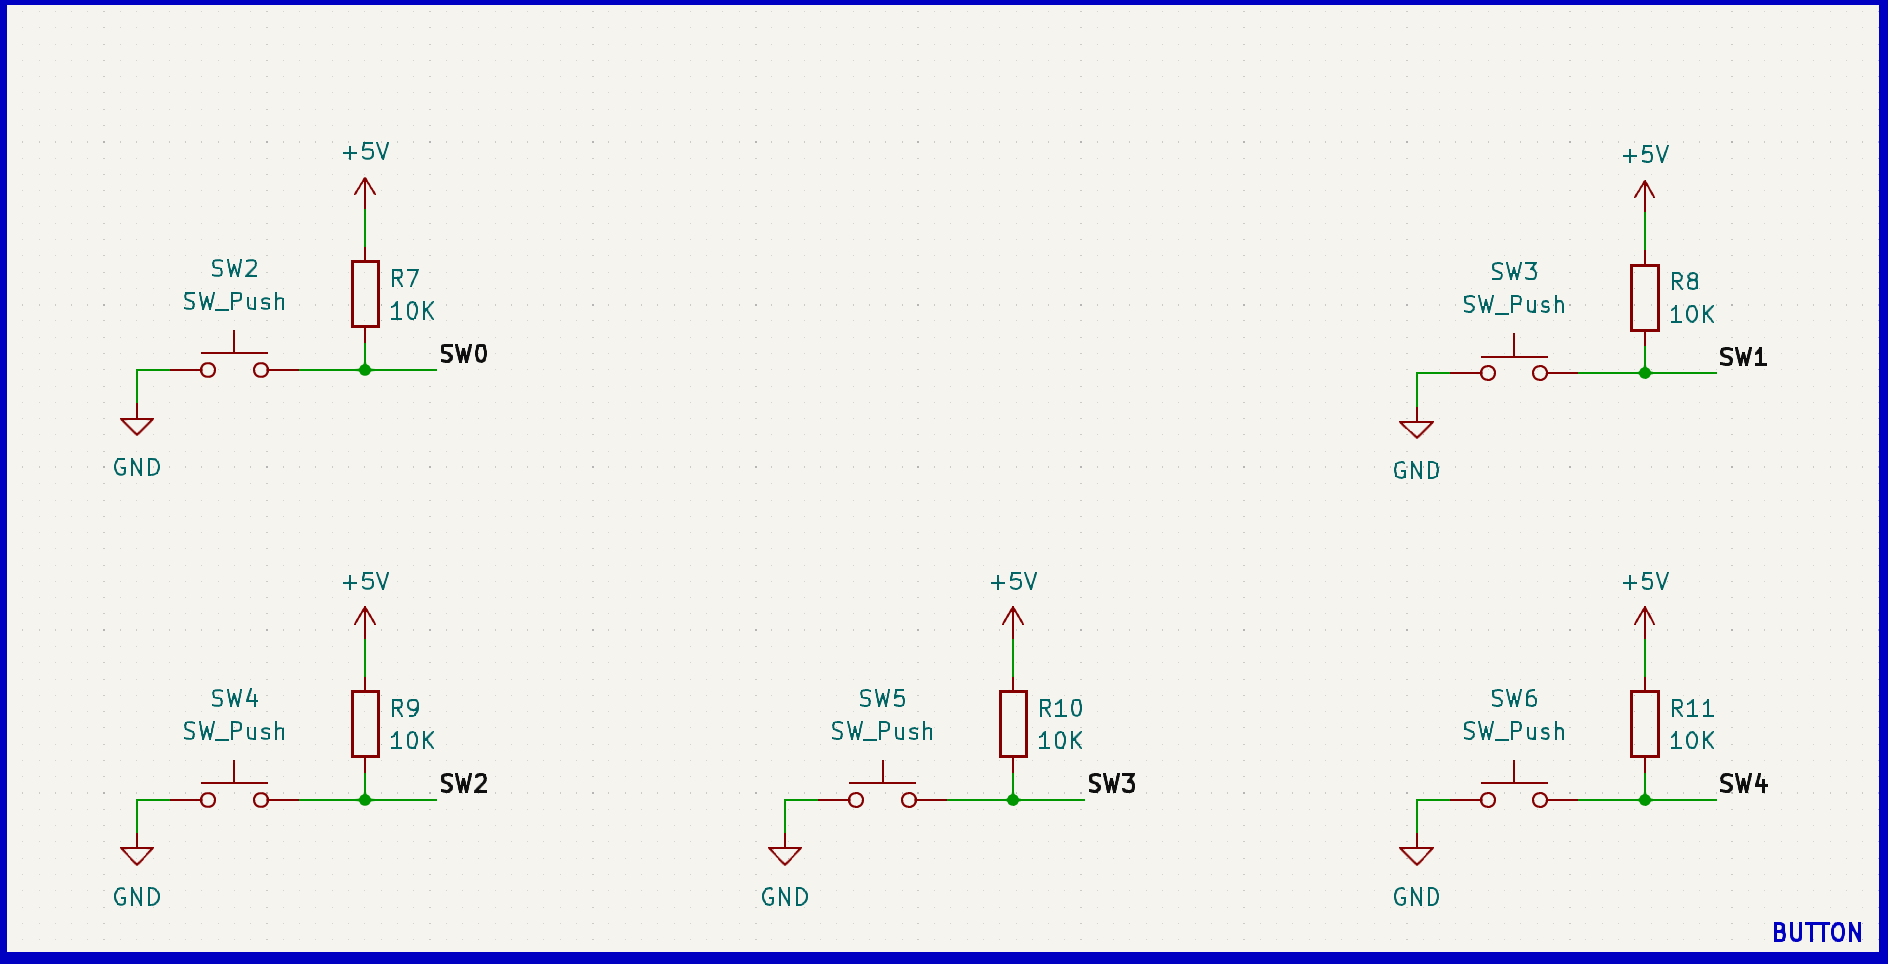 +5V
SW2
SW_Push
R7
10K
SW0
GND
+5V
SW3
SW_Push
R8
10K
SW1
GND
+5V
SW4
SW_Push
R9
10K
SW2
GND
+5V
SW5
SW_Push
R10
10K
SW3
GND
+5V
SW6
SW_Push
R11
10K
SW4
GND
BUTTON